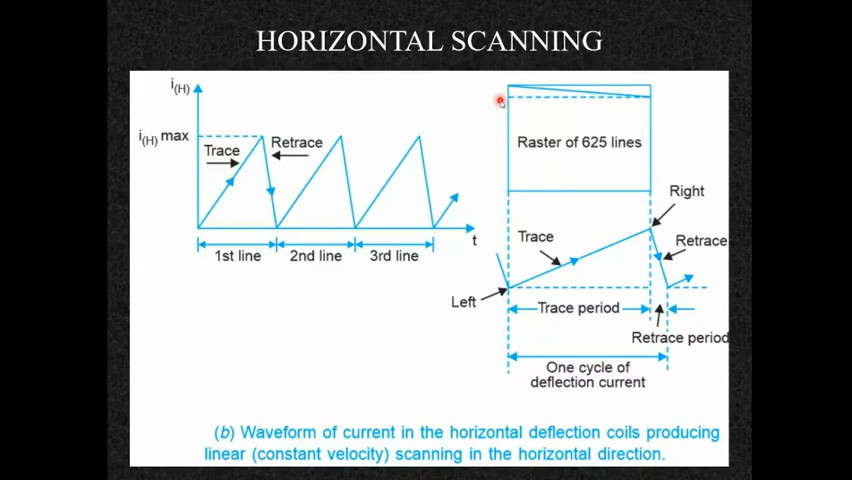 HORIZONTAL SCANNING
i(H)
i(H) max
Trace
Retrace
t
1st line
2nd line
3rd line
Raster of 625 lines
Right
Trace
Retrace
Left
Trace period
Retrace period
One cycle of
deflection current
(b) Waveform of current in the horizontal deflection coils producing
linear (constant velocity) scanning in the horizontal direction.